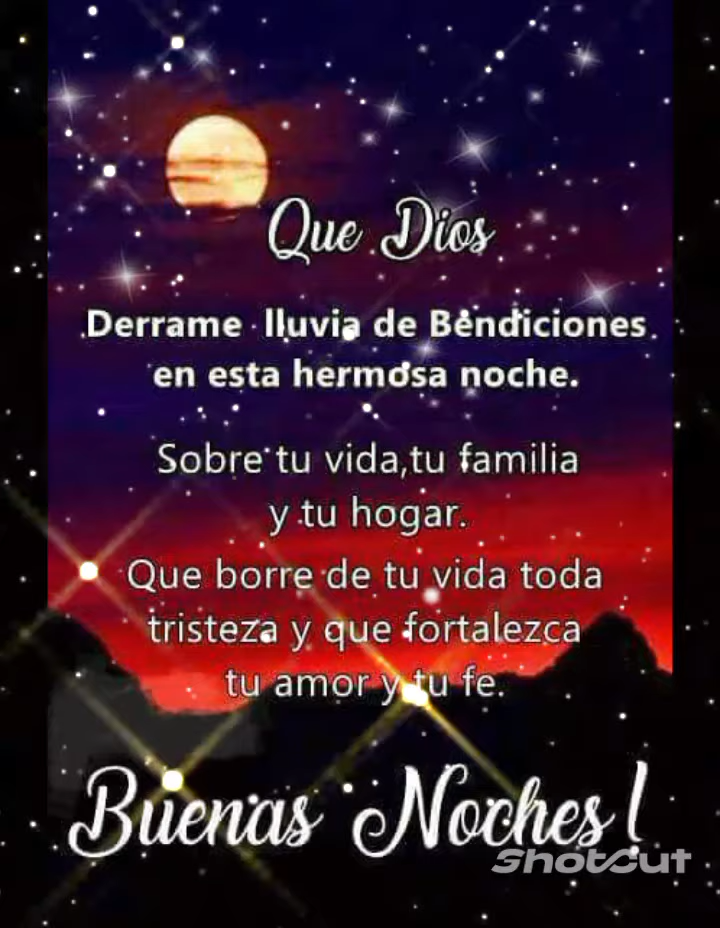 Que Dios
Derrame lluvia de Bendiciones
en esta hermosa noche.
Sobre tu vida,tu familia
y tu hogar.
Que borre de tu vida toda
tristeza y que fortalezca
tu amor y tu fe.
Buenas Noches!
ShotCut